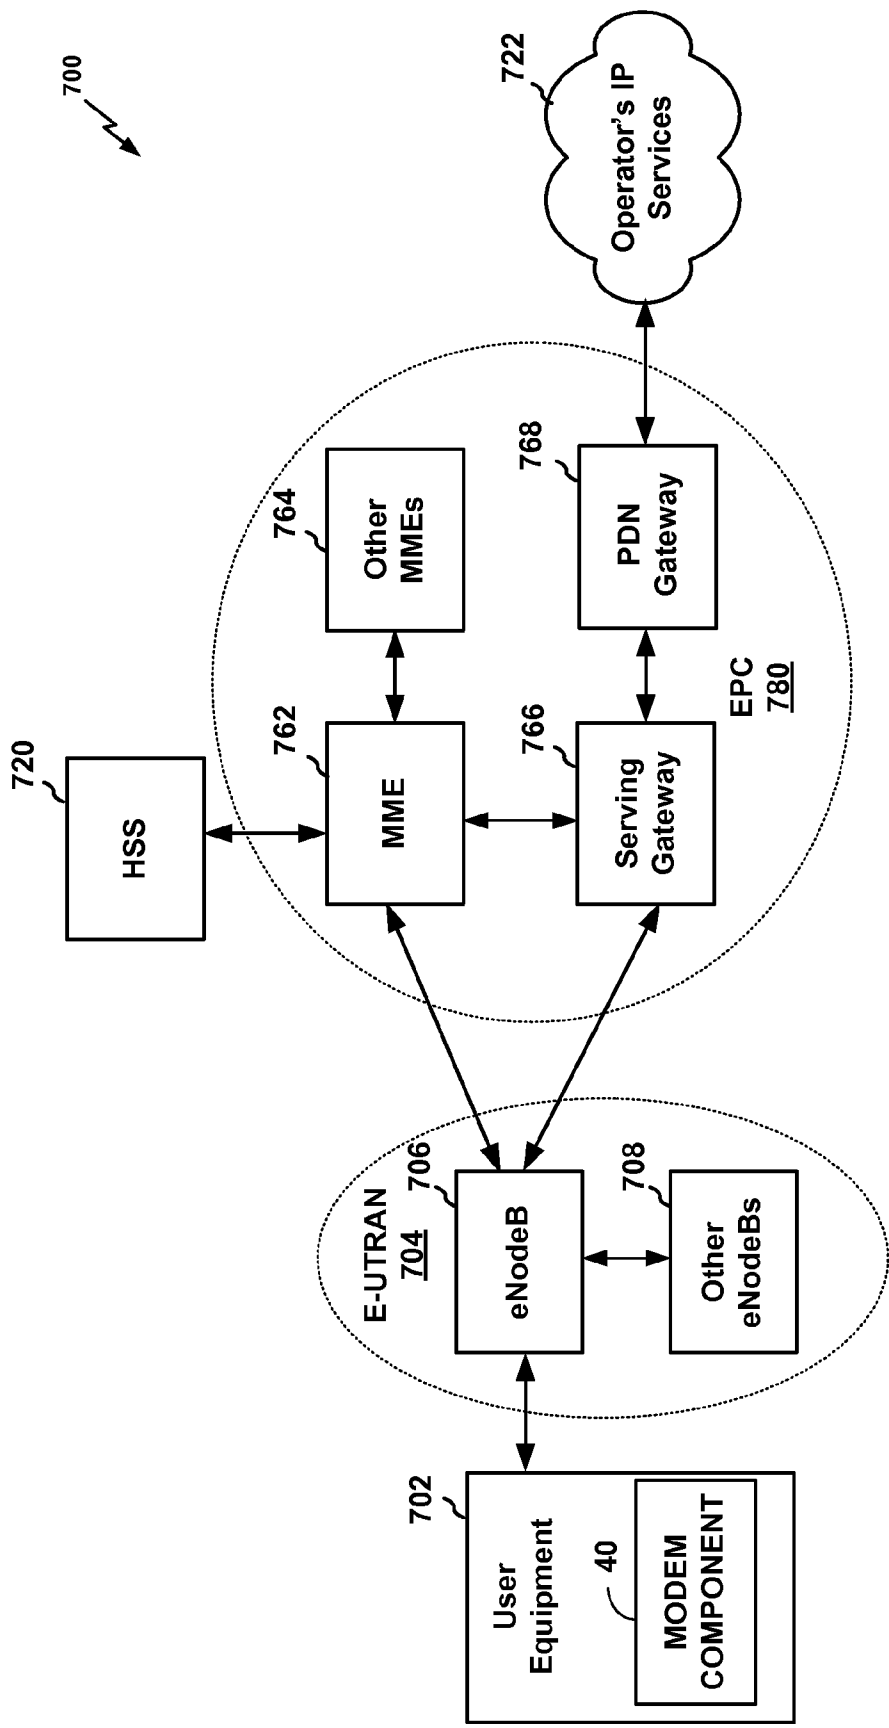 700
720
HSS
762
MME
764
Other
MMEs
722
Operator's IP
Services
766
Serving
Gateway
768
PDN
Gateway
EPC
780
E-UTRAN
704
706
eNodeB
708
Other
eNodeBs
702
User
Equipment
40
MODEM
COMPONENT